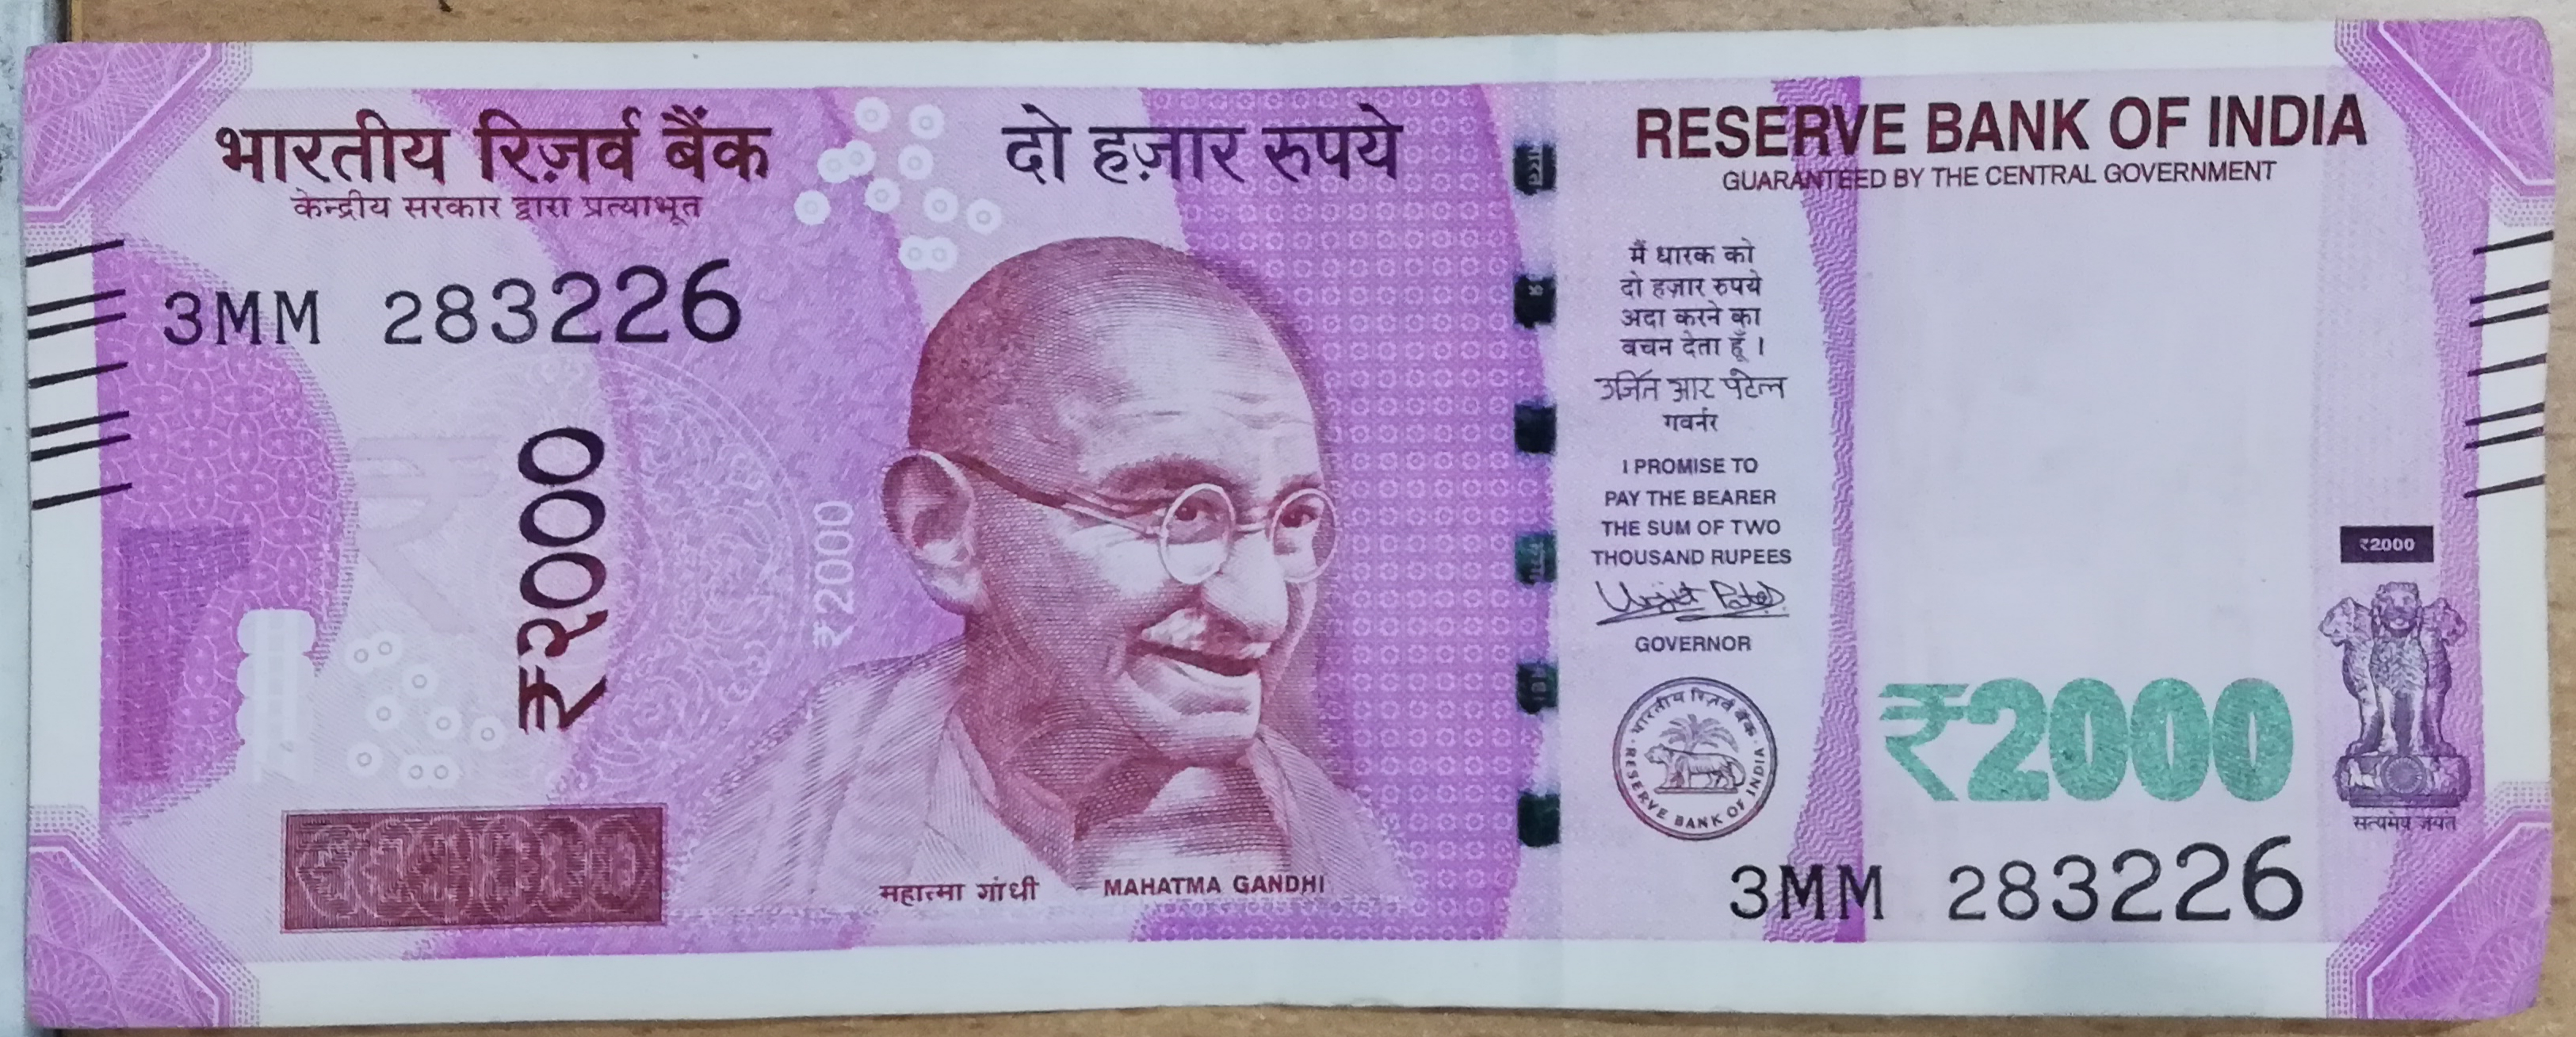 भारतीय रिज़र्व बैंक
केन्द्रीय सरकार द्वारा प्रत्याभूत
दो हज़ार रुपये
RESERVE BANK OF INDIA
GUARANTEED BY THE CENTRAL GOVERNMENT
3MM 283226
₹२०००
₹2000
मैं धारक को
दो हज़ार रुपये
अदा करने का
वचन देता हूँ ।
उर्जित आर पटेल
गवर्नर
I PROMISE TO
PAY THE BEARER
THE SUM OF TWO
THOUSAND RUPEES
Urjit Patel
GOVERNOR
भारतीय रिज़र्व बैंक
RESERVE BANK OF INDIA
₹2000
₹2000
सत्यमेव जयते
महात्मा गांधी MAHATMA GANDHI
3MM 283226